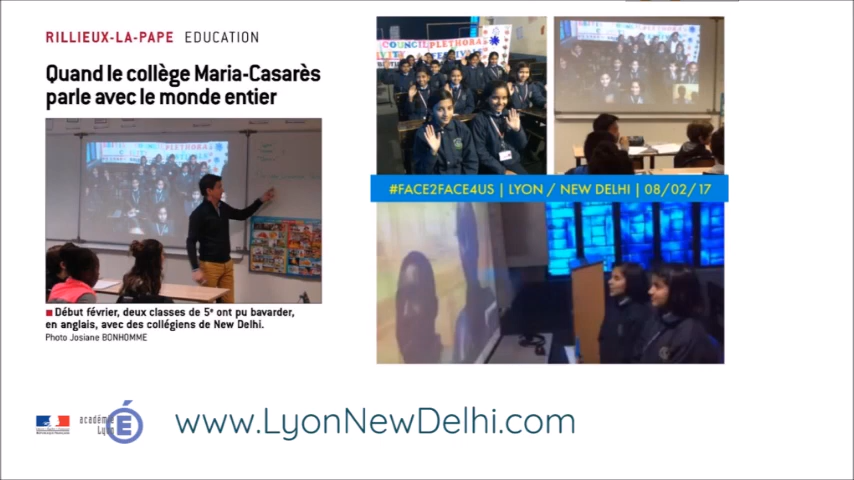 RILLIEUX-LA-PAPE EDUCATION
Quand le collège Maria-Casarès
parle avec le monde entier
■ Début février, deux classes de 5e ont pu bavarder,
en anglais, avec des collégiens de New Delhi.
Photo Josiane BONHOMME
COUNCIL PLETHORA
#FACE2FACE4US | LYON / NEW DELHI | 08/02/17
académie
Lyon
www.LyonNewDelhi.com